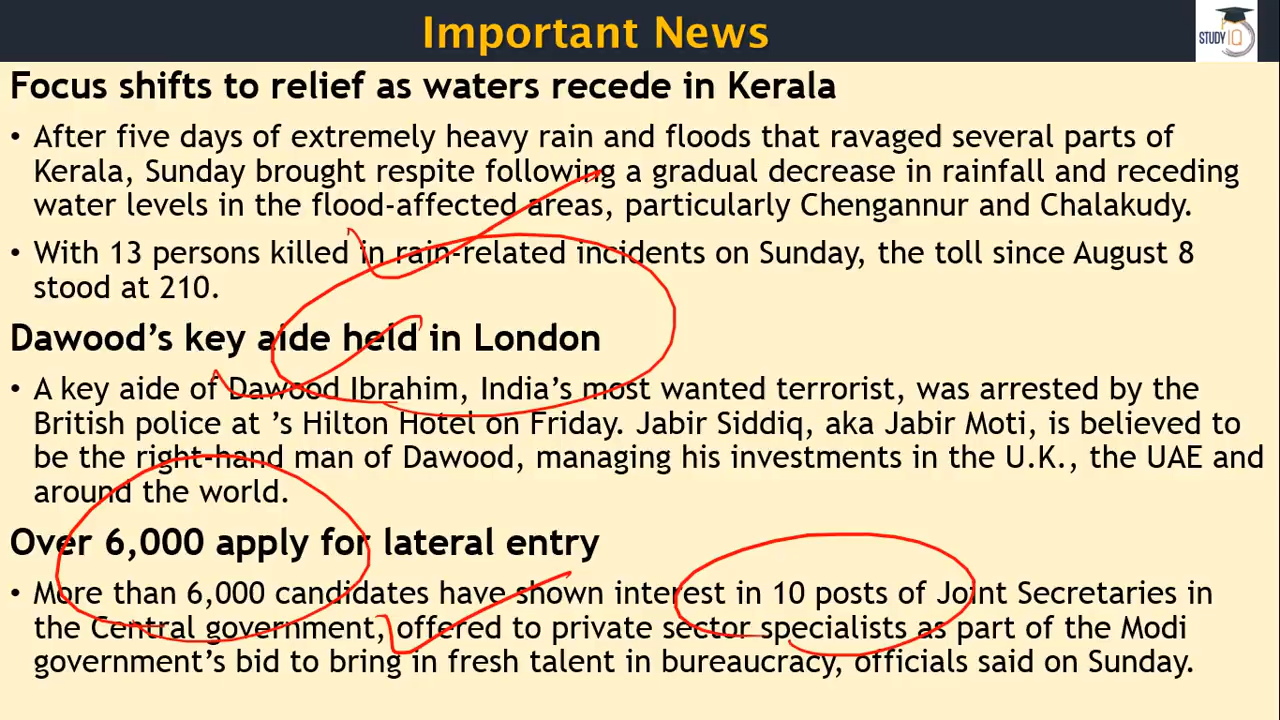 Important News
STUDY IQ
Focus shifts to relief as waters recede in Kerala
• After five days of extremely heavy rain and floods that ravaged several parts of
Kerala, Sunday brought respite following a gradual decrease in rainfall and receding
water levels in the flood-affected areas, particularly Chengannur and Chalakudy.
• With 13 persons killed in rain-related incidents on Sunday, the toll since August 8
stood at 210.
Dawood’s key aide held in London
• A key aide of Dawood Ibrahim, India’s most wanted terrorist, was arrested by the
British police at ’s Hilton Hotel on Friday. Jabir Siddiq, aka Jabir Moti, is believed to
be the right-hand man of Dawood, managing his investments in the U.K., the UAE and
around the world.
Over 6,000 apply for lateral entry
• More than 6,000 candidates have shown interest in 10 posts of Joint Secretaries in
the Central government, offered to private sector specialists as part of the Modi
government’s bid to bring in fresh talent in bureaucracy, officials said on Sunday.